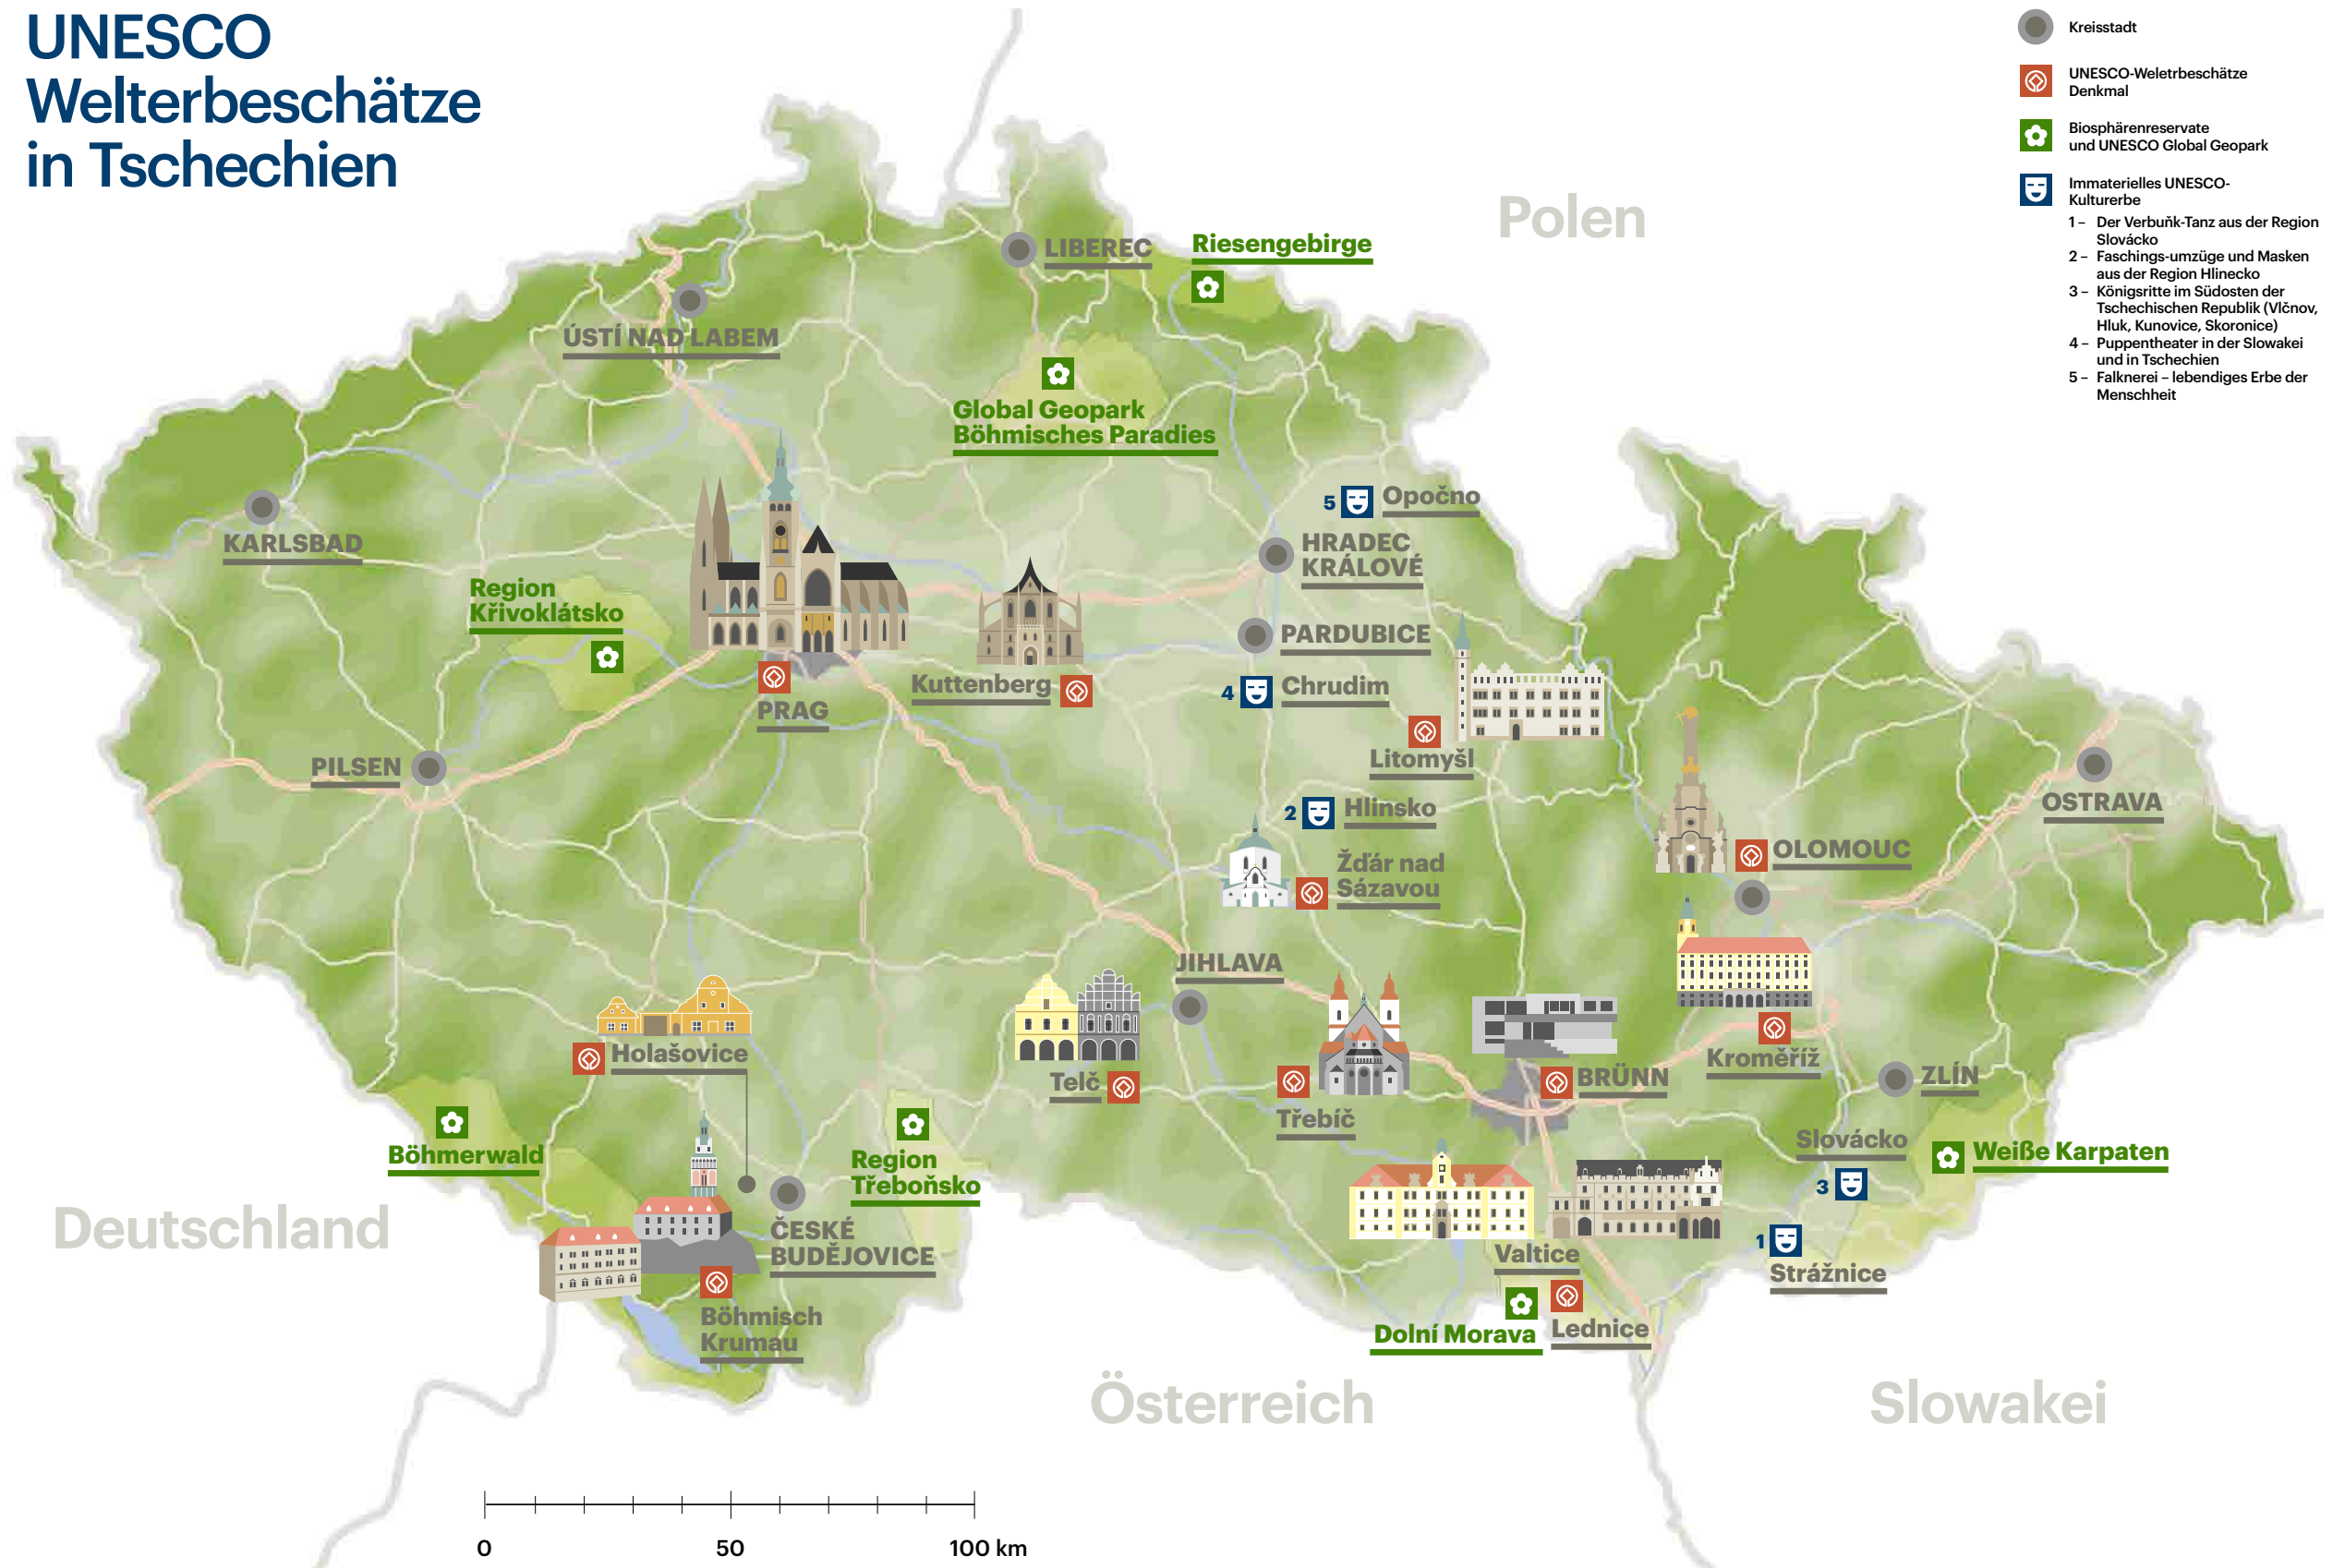 UNESCO
Welterbeschätze
in Tschechien
Kreisstadt
UNESCO-Weletrbeschätze
Denkmal
Biosphärenreservate
und UNESCO Global Geopark
Immaterielles UNESCO-
Kulturerbe
1 – Der Verbuňk-Tanz aus der Region
Slovácko
2 – Faschings-umzüge und Masken
aus der Region Hlinecko
3 – Königsritte im Südosten der
Tschechischen Republik (Vlčnov,
Hluk, Kunovice, Skoronice)
4 – Puppentheater in der Slowakei
und in Tschechien
5 – Falknerei – lebendiges Erbe der
Menschheit
Polen
LIBEREC
Riesengebirge
ÚSTÍ NAD LABEM
Global Geopark
Böhmisches Paradies
5 Opočno
KARLSBAD
HRADEC
KRÁLOVÉ
Region
Křivoklátsko
PARDUBICE
Kuttenberg
4 Chrudim
PRAG
Litomyšl
PILSEN
2 Hlinsko
OSTRAVA
OLOMOUC
Žďár nad
Sázavou
JIHLAVA
Holašovice
Kroměříž
Telč
BRÜNN
ZLÍN
Třebíč
Böhmerwald
Region
Třeboňsko
Slovácko
Weiße Karpaten
3
Deutschland
ČESKÉ
BUDĚJOVICE
1
Valtice
Strážnice
Böhmisch
Krumau
Dolní Morava
Lednice
Österreich
Slowakei
0 50 100 km